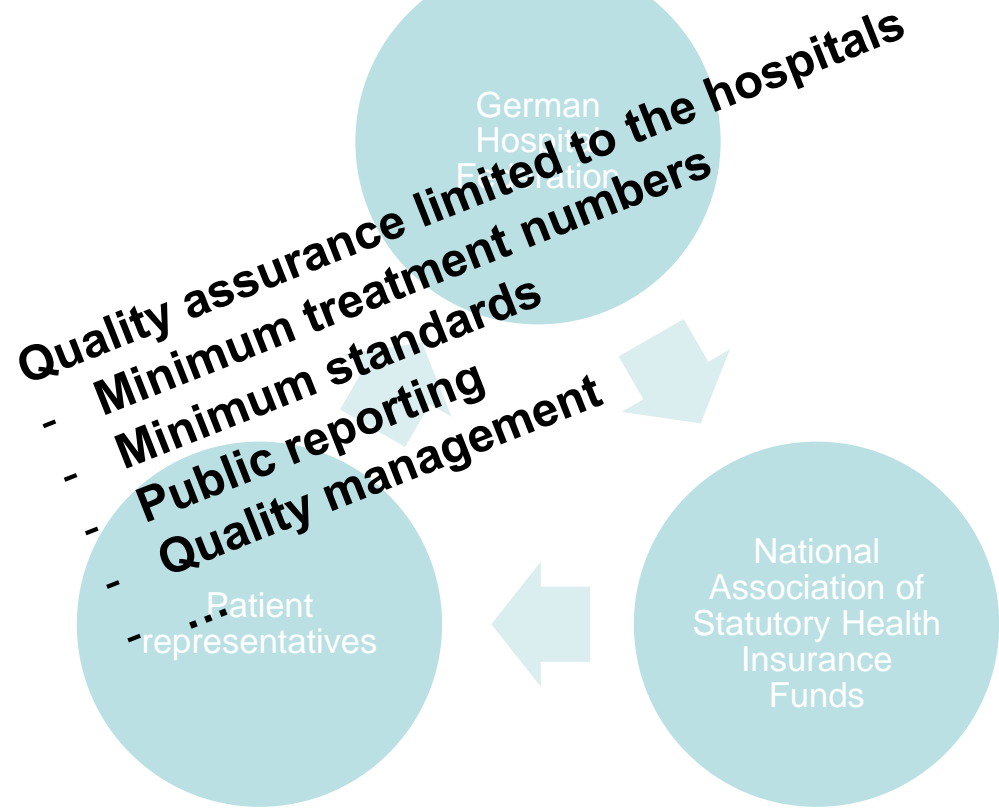 German
Hospital
Federation
Quality assurance limited to the hospitals
- Minimum treatment numbers
- Minimum standards
- Public reporting
- Quality management
- …
Patient
representatives
National
Association of
Statutory Health
Insurance
Funds